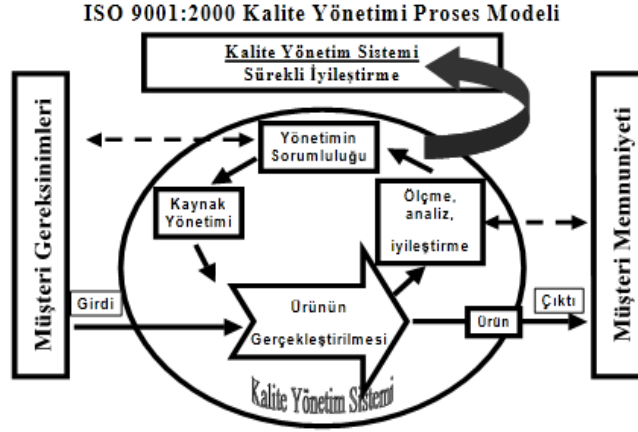 ISO 9001:2000 Kalite Yönetimi Proses Modeli
Kalite Yönetim Sistemi
Sürekli İyileştirme
Müşteri Gereksinimleri
Müşteri Memnuniyeti
Yönetimin
Sorumluluğu
Kaynak
Yönetimi
Ölçme,
analiz,
iyileştirme
Girdi
Ürünün
Gerçekleştirilmesi
Ürün
Çıktı
Kalite Yönetim Sistemi